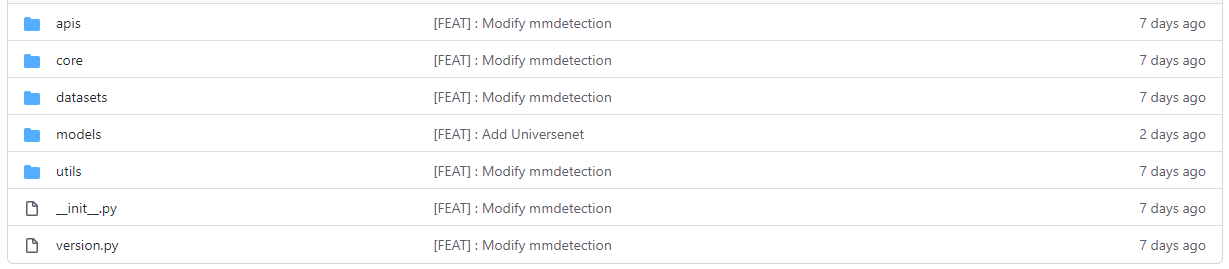 apis [FEAT] : Modify mmdetection 7 days ago
core [FEAT] : Modify mmdetection 7 days ago
datasets [FEAT] : Modify mmdetection 7 days ago
models [FEAT] : Add Universenet 2 days ago
utils [FEAT] : Modify mmdetection 7 days ago
__init__.py [FEAT] : Modify mmdetection 7 days ago
version.py [FEAT] : Modify mmdetection 7 days ago